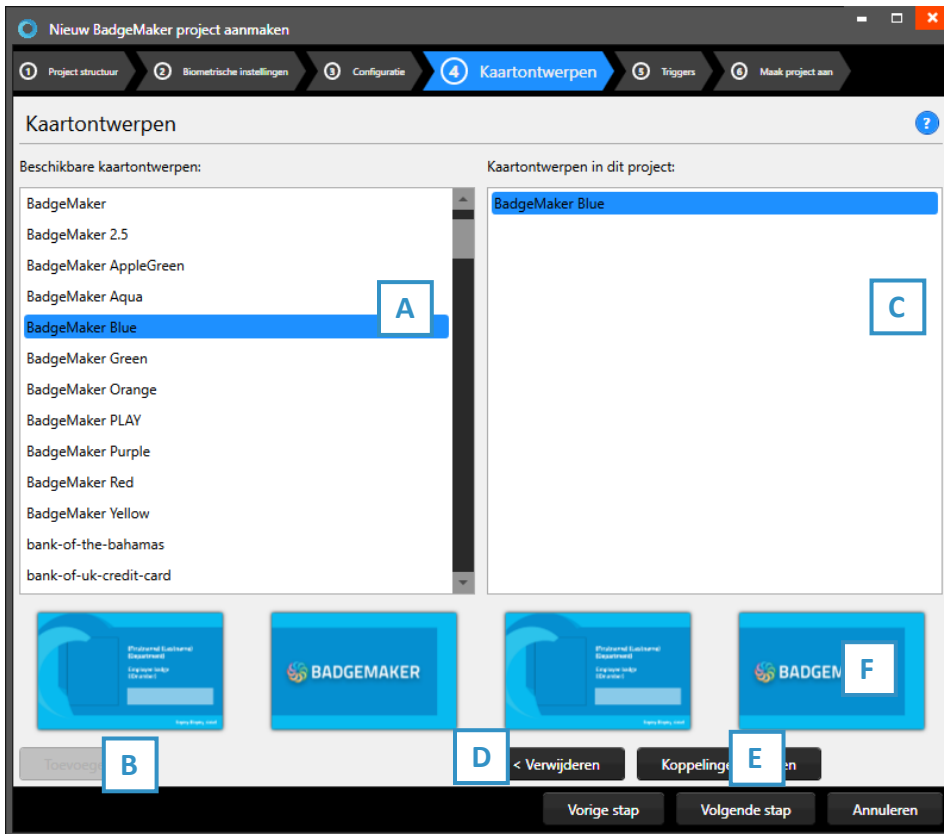 Nieuw BadgeMaker project aanmaken
1 Project structuur 2 Biometrische instellingen 3 Configuratie 4 Kaartontwerpen 5 Triggers 6 Maak project aan
Kaartontwerpen ?
Beschikbare kaartontwerpen:
BadgeMaker
BadgeMaker 2.5
BadgeMaker AppleGreen
BadgeMaker Aqua
A
BadgeMaker Blue
BadgeMaker Green
BadgeMaker Orange
BadgeMaker PLAY
BadgeMaker Purple
BadgeMaker Red
BadgeMaker Yellow
bank-of-the-bahamas
bank-of-uk-credit-card
Kaartontwerpen in dit project:
BadgeMaker Blue
C
BADGEMAKER
BADGEM
F
B
D
< Verwijderen
E
Vorige stap Volgende stap Annuleren